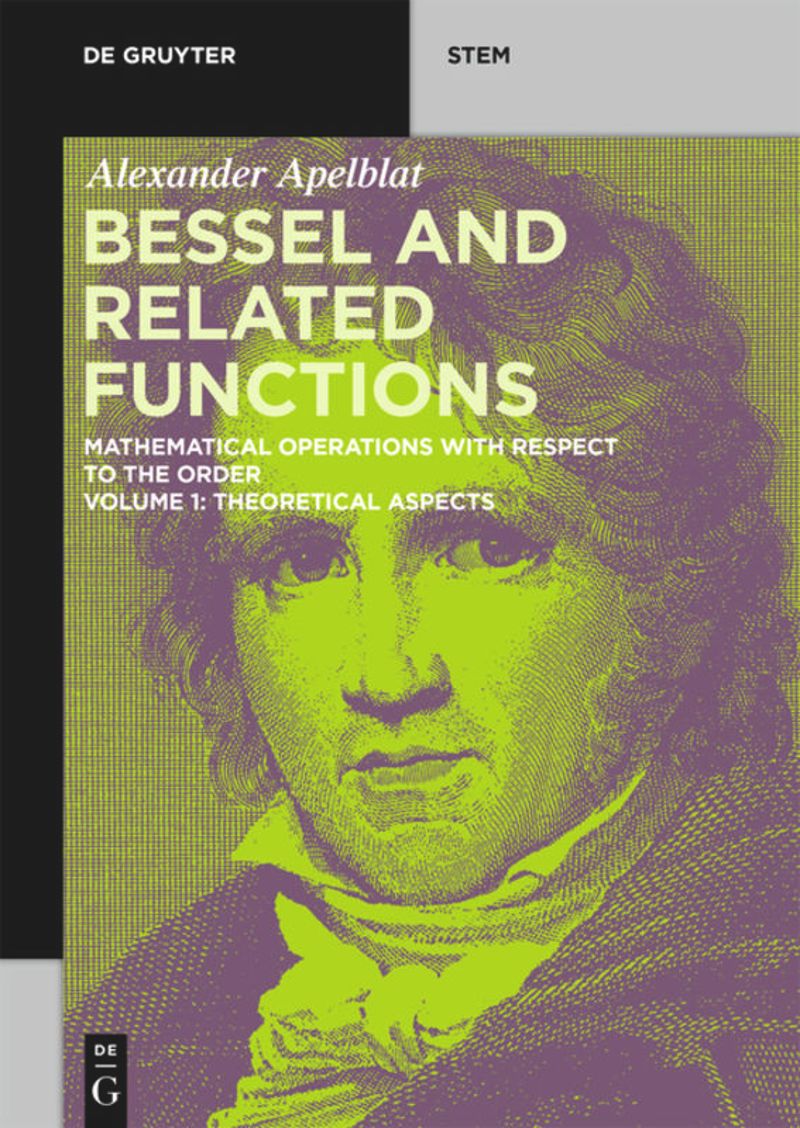 DE GRUYTER
STEM
Alexander Apelblat
BESSEL AND
RELATED
FUNCTIONS
MATHEMATICAL OPERATIONS WITH RESPECT
TO THE ORDER
VOLUME 1: THEORETICAL ASPECTS
DE
G